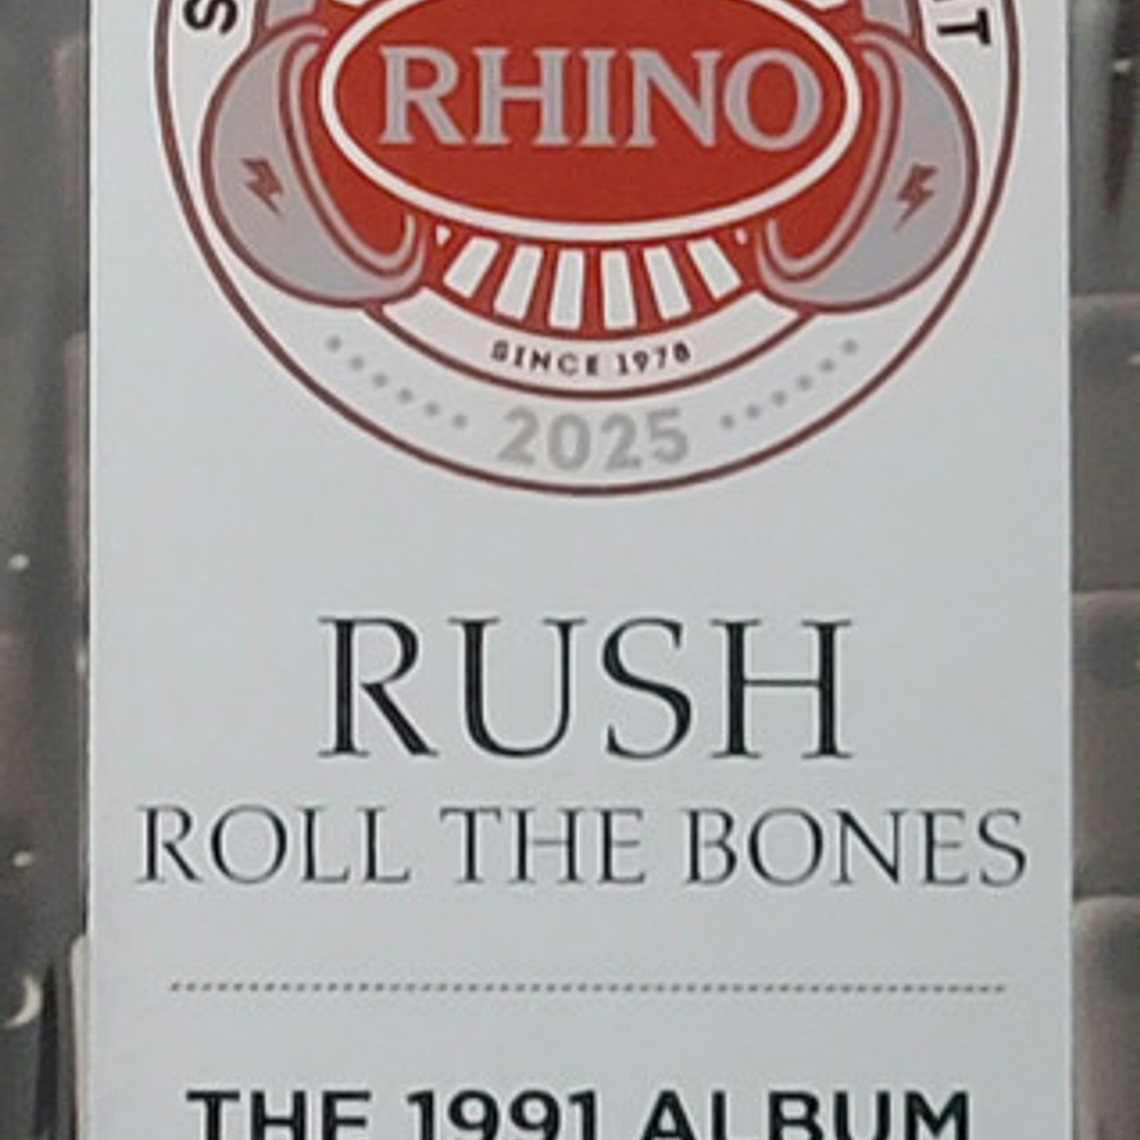 RHINO
SINCE 1978
2025
RUSH
ROLL THE BONES
THE 1991 ALBUM